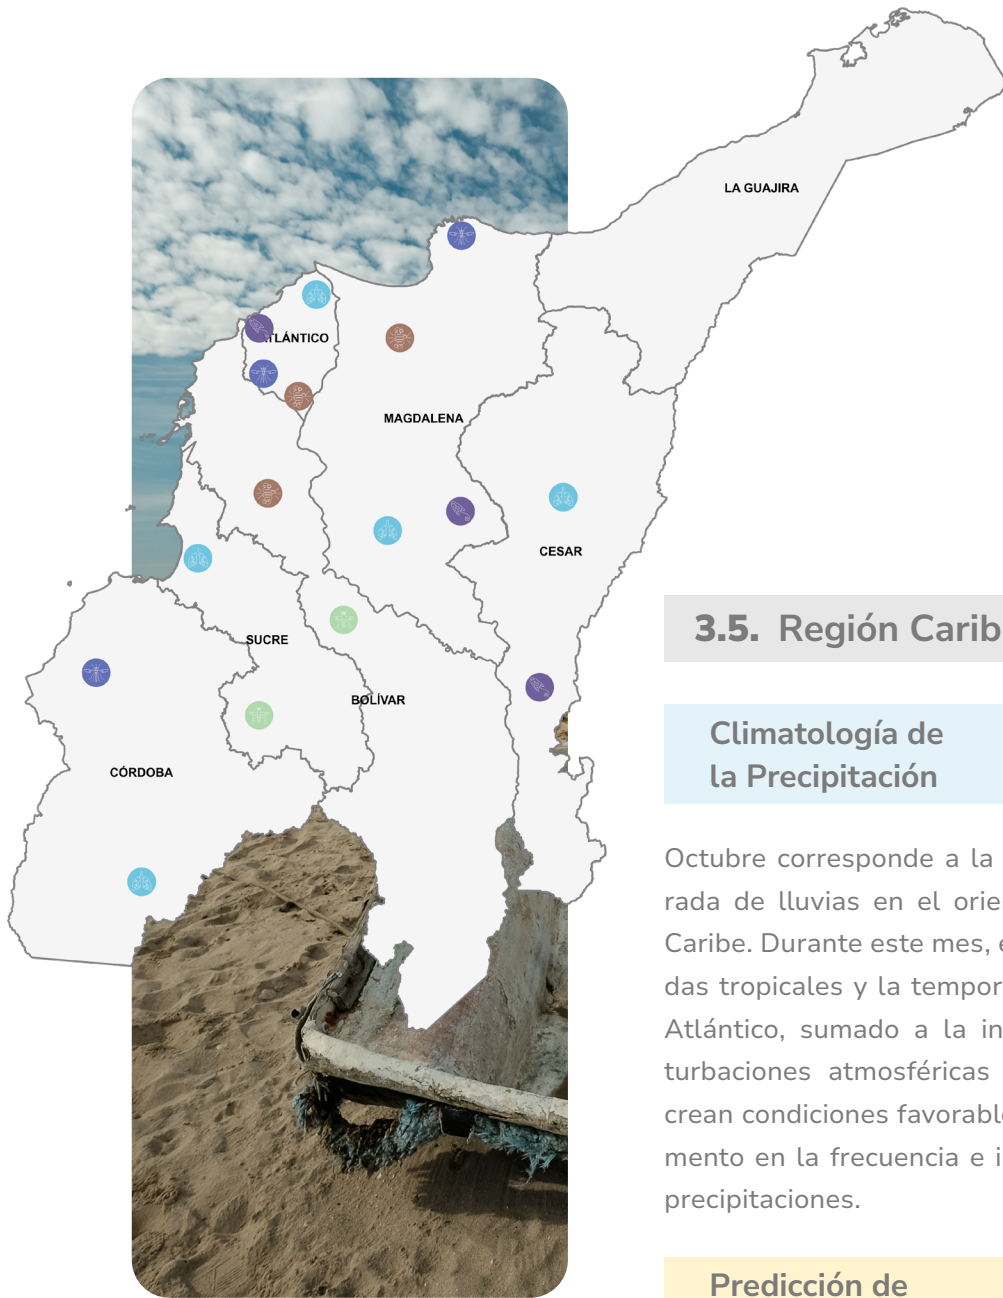 LA GUAJIRA
ATLÁNTICO
MAGDALENA
CESAR
SUCRE
BOLÍVAR
CÓRDOBA
3.5. Región Carib
Climatología de
la Precipitación
Octubre corresponde a la
rada de lluvias en el orie
Caribe. Durante este mes, e
das tropicales y la tempor
Atlántico, sumado a la in
turbaciones atmosféricas
crean condiciones favorable
mento en la frecuencia e i
precipitaciones.
Predicción de